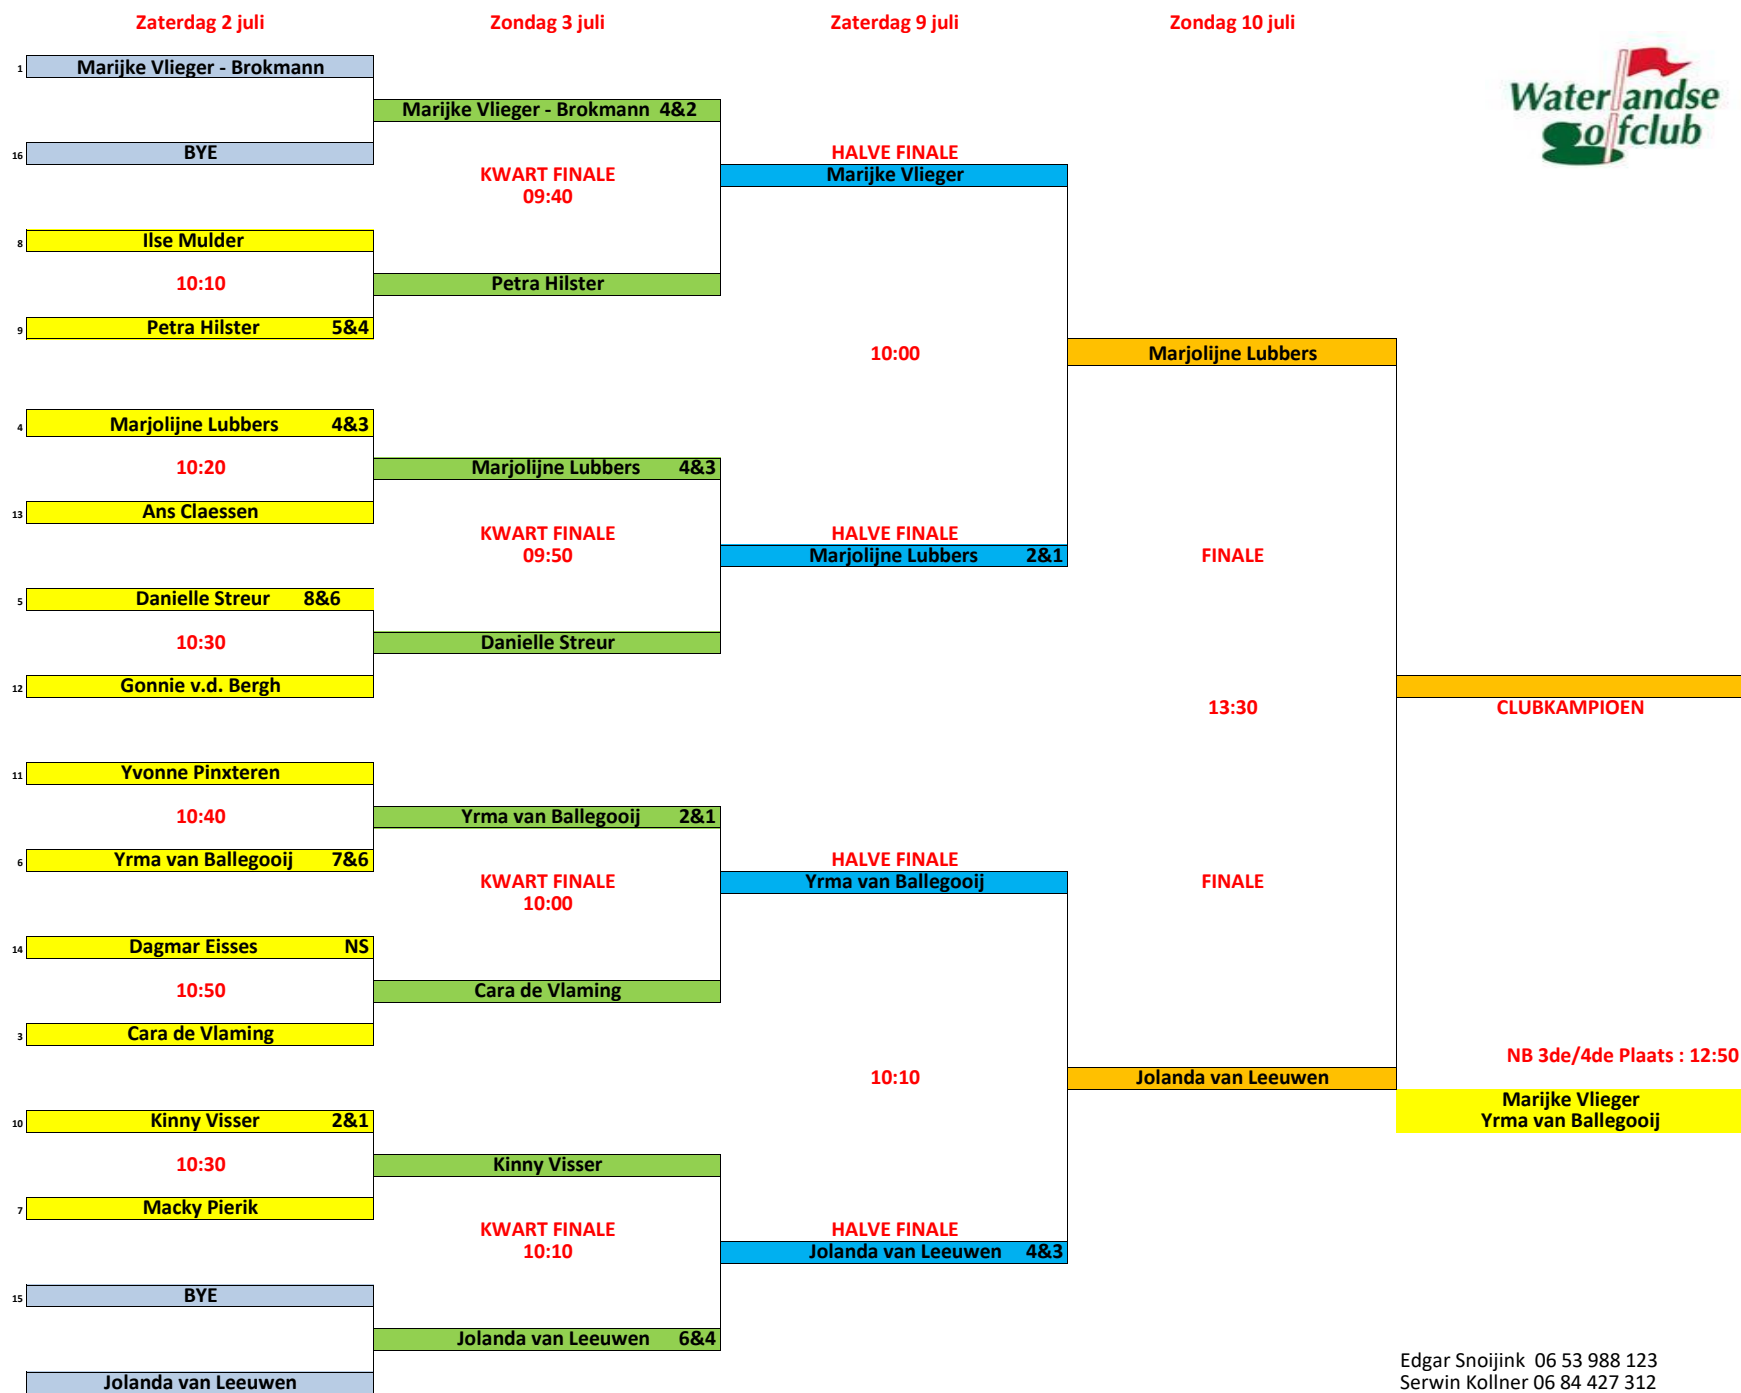 Zaterdag 2 juli Zondag 3 juli Zaterdag 9 juli Zondag 10 juli
1 Marijke Vlieger - Brokmann
Waterlandse
golfclub
Marijke Vlieger - Brokmann 4&2
16 BYE
HALVE FINALE
KWART FINALE
Marijke Vlieger
09:40
8 Ilse Mulder
10:10
Petra Hilster
9 Petra Hilster 5&4
10:00
Marjolijne Lubbers
4 Marjolijne Lubbers 4&3
10:20
Marjolijne Lubbers 4&3
13 Ans Claessen
KWART FINALE
HALVE FINALE
09:50
Marjolijne Lubbers 2&1
FINALE
5 Danielle Streur 8&6
10:30
Danielle Streur
12 Gonnie v.d. Bergh
13:30
CLUBKAMPIOEN
11 Yvonne Pinxteren
10:40
Yrma van Ballegooij 2&1
6 Yrma van Ballegooij 7&6
HALVE FINALE
KWART FINALE
Yrma van Ballegooij
FINALE
10:00
14 Dagmar Eisses NS
10:50
Cara de Vlaming
3 Cara de Vlaming
NB 3de/4de Plaats : 12:50
10:10
Jolanda van Leeuwen
Marijke Vlieger
Yrma van Ballegooij
10 Kinny Visser 2&1
10:30
Kinny Visser
7 Macky Pierik
KWART FINALE
HALVE FINALE
10:10
Jolanda van Leeuwen 4&3
15 BYE
Jolanda van Leeuwen 6&4
Edgar Snoijink 06 53 988 123
Jolanda van Leeuwen
Serwin Kollner 06 84 427 312